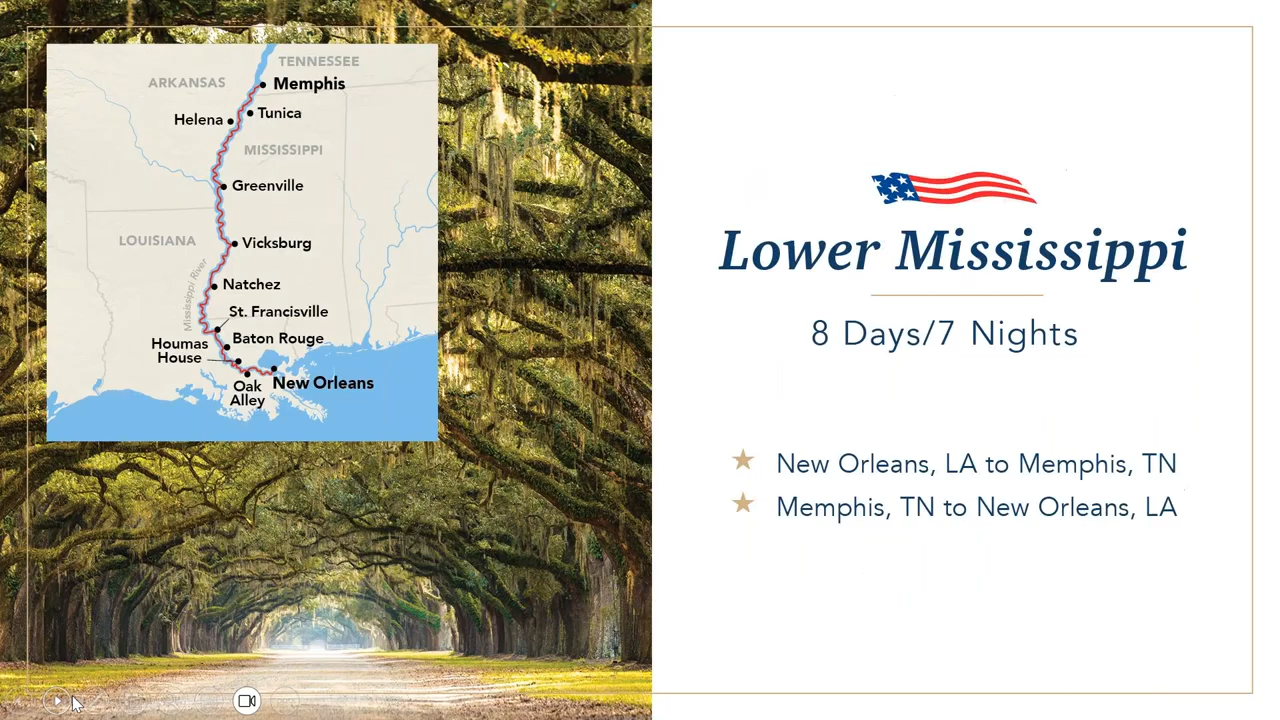 TENNESSEE
ARKANSAS
Memphis
Tunica
Helena
MISSISSIPPI
Greenville
LOUISIANA
Vicksburg
Mississippi River
Natchez
St. Francisville
Baton Rouge
Houmas
House
New Orleans
Oak
Alley
Lower Mississippi
8 Days/7 Nights
New Orleans, LA to Memphis, TN
Memphis, TN to New Orleans, LA